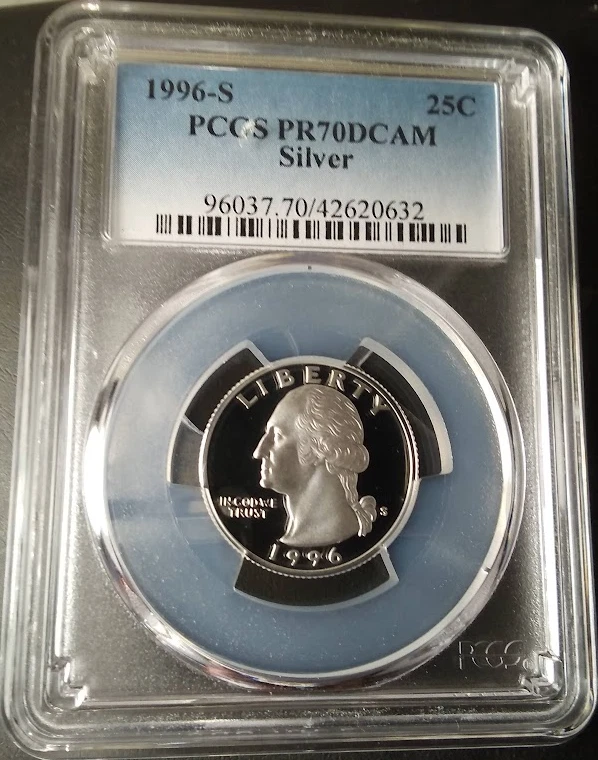 1996-S 25C
PCGS PR70DCAM
Silver
96037.70/42620632
LIBERTY
IN GOD WE
TRUST
S
1996
PCGS